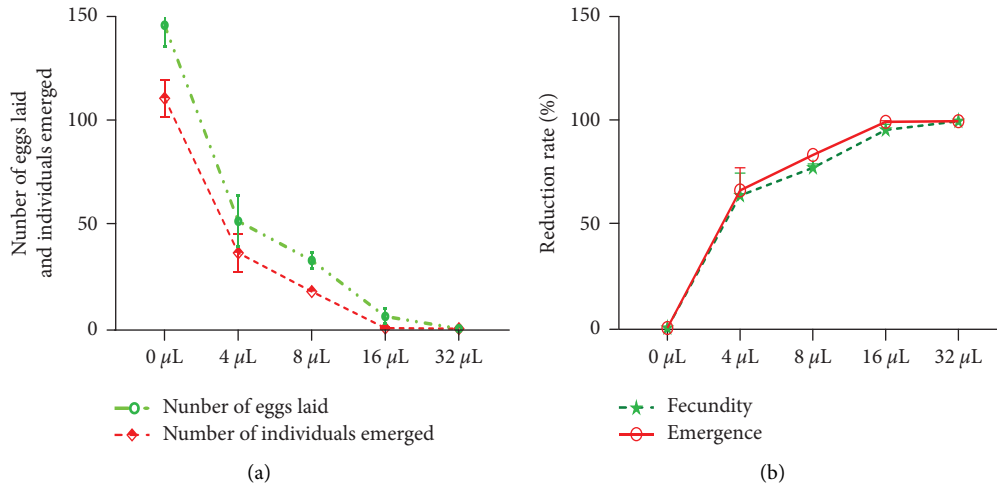 Nunber of eggs laid
and individuals emerged
150
100
50
0
0 µL 4 µL 8 µL 16 µL 32 µL
Nunber of eggs laid
Number of individuals emerged
(a)
Reduction rate (%)
150
100
50
0
0 µL 4 µL 8 µL 16 µL 32 µL
Fecundity
Emergence
(b)